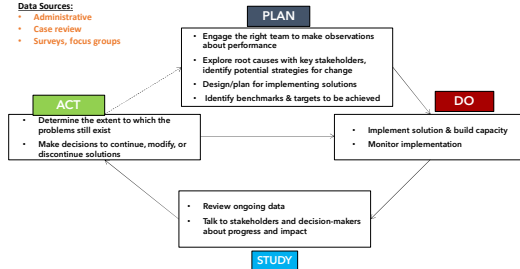 Data Sources:
• Administrative
• Case review
• Surveys, focus groups
PLAN
• Engage the right team to make observations
about performance
• Explore root causes with key stakeholders,
identify potential strategies for change
• Design/plan for implementing solutions
• Identify benchmarks & targets to be achieved
ACT
• Determine the extent to which the
problems still exist
• Make decisions to continue, modify, or
discontinue solutions
DO
• Implement solution & build capacity
• Monitor implementation
• Review ongoing data
• Talk to stakeholders and decision-makers
about progress and impact
STUDY